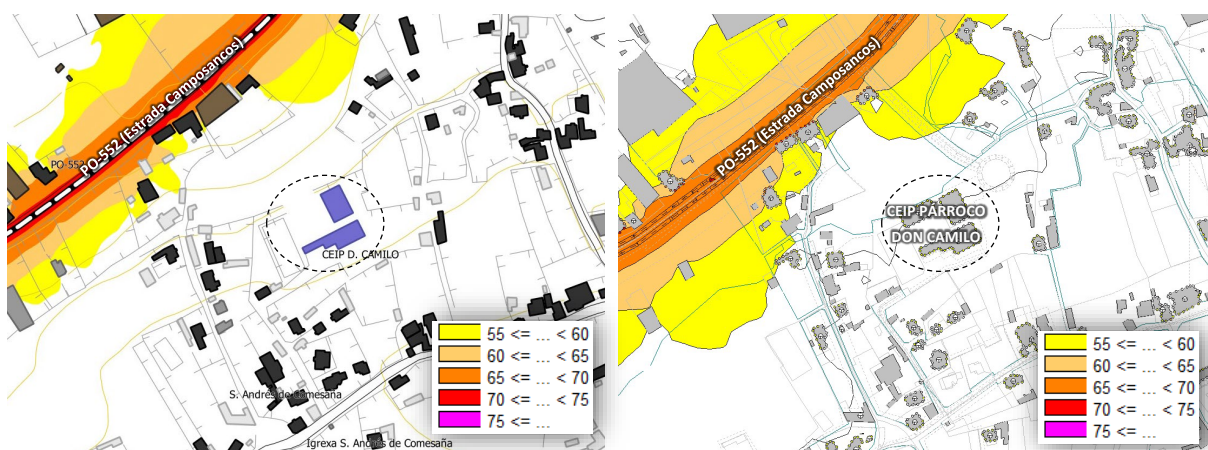 PO-552 (Estrada Camposancos)
PO-552
CEIP D. CAMILO
S. Andrés de Comesaña
Igrexa S. Andrés de Comesaña
55 <= ... < 60
60 <= ... < 65
65 <= ... < 70
70 <= ... < 75
75 <= ...
PO-552 (Estrada Camposancos)
CEIP PÁRROCO
DON CAMILO
55 <= ... < 60
60 <= ... < 65
65 <= ... < 70
70 <= ... < 75
75 <= ...